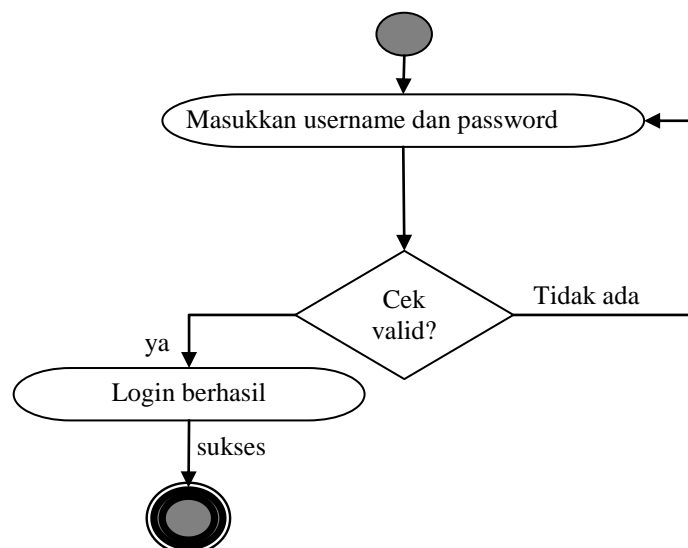 Masukkan username dan password
Cek
valid?
Tidak ada
ya
Login berhasil
sukses